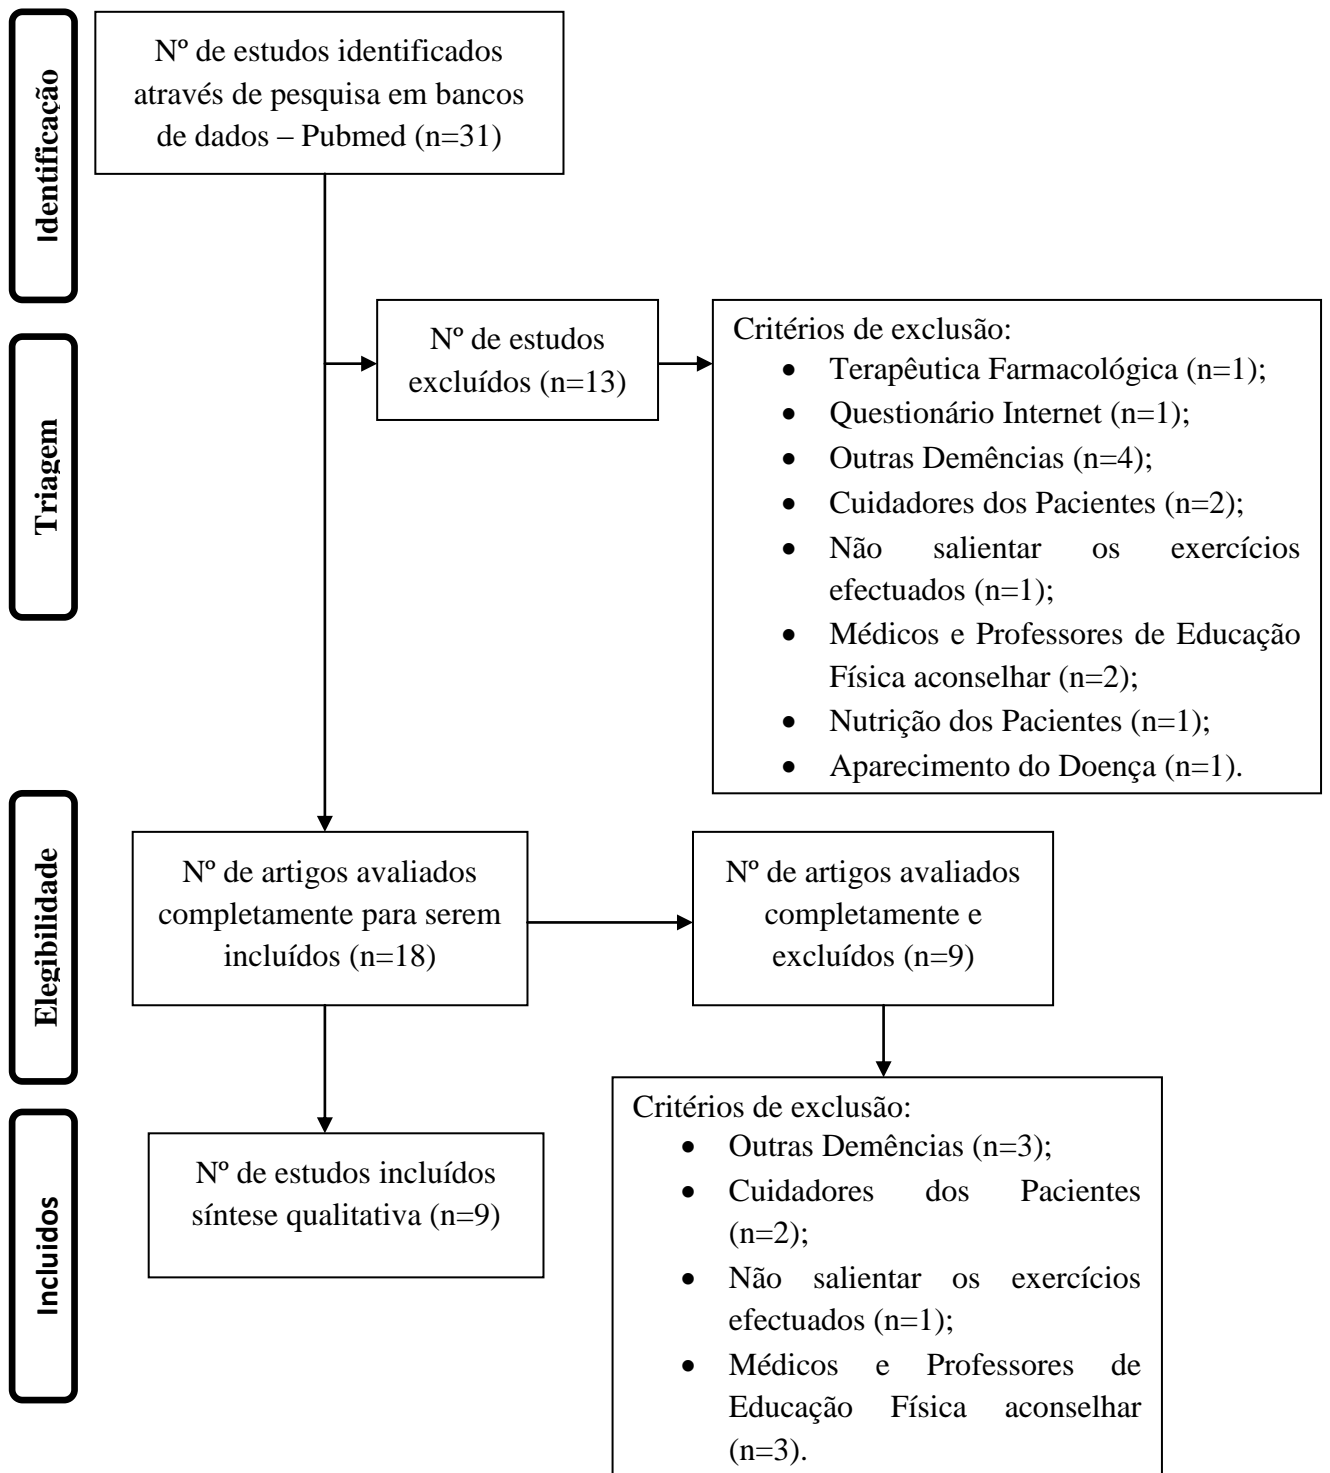 Identificação
Nº de estudos identificados
através de pesquisa em bancos
de dados – Pubmed (n=31)
Triagem
Nº de estudos
excluídos (n=13)
Critérios de exclusão:
• Terapêutica Farmacológica (n=1);
• Questionário Internet (n=1);
• Outras Demências (n=4);
• Cuidadores dos Pacientes (n=2);
• Não salientar os exercícios
efectuados (n=1);
• Médicos e Professores de Educação
Física aconselhar (n=2);
• Nutrição dos Pacientes (n=1);
• Aparecimento do Doença (n=1).
Elegibilidade
Nº de artigos avaliados
completamente para serem
incluídos (n=18)
Nº de artigos avaliados
completamente e
excluídos (n=9)
Incluidos
Nº de estudos incluídos
síntese qualitativa (n=9)
Critérios de exclusão:
• Outras Demências (n=3);
• Cuidadores dos Pacientes
(n=2);
• Não salientar os exercícios
efectuados (n=1);
• Médicos e Professores de
Educação Física aconselhar
(n=3).